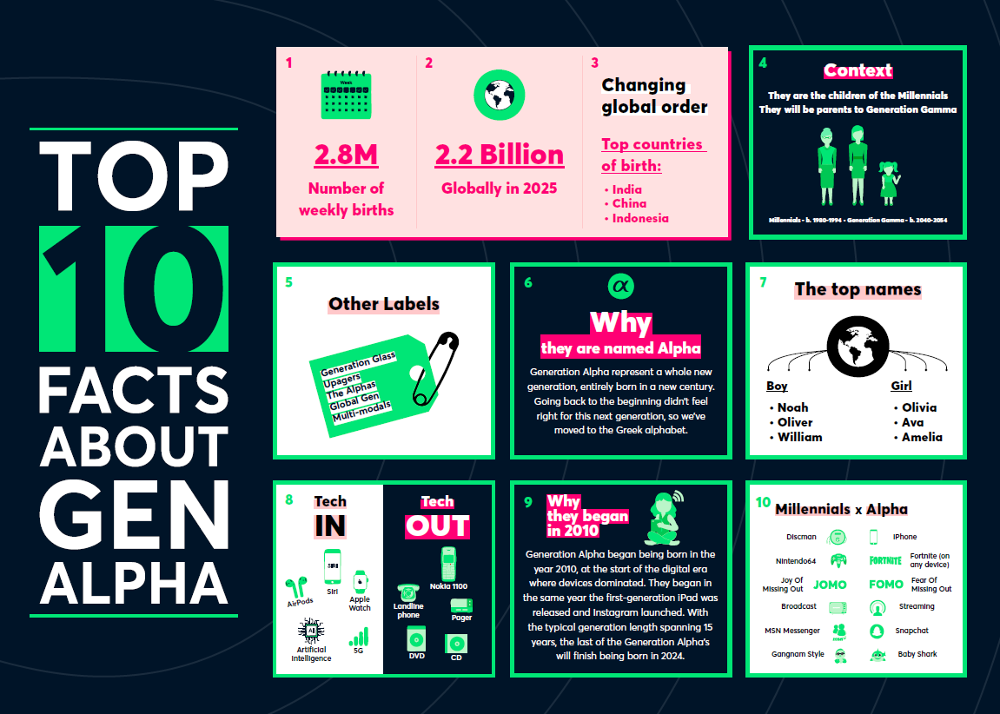 TOP
10
FACTS
ABOUT
GEN
ALPHA
1
Week
2.8M
Number of
weekly births
2
2.2 Billion
Globally in 2025
3
Changing
global order
Top countries
of birth:
• India
• China
• Indonesia
4
Context
They are the children of the Millennials
They will be parents to Generation Gamma
Millennials - b. 1980-1994 • Generation Gamma - b. 2040-2054
5
Other Labels
Generation Glass
Upagers
The Alphas
Global Gen
Multi-modals
6
α
Why
they are named Alpha
Generation Alpha represent a whole new
generation, entirely born in a new century.
Going back to the beginning didn't feel
right for this next generation, so we've
moved to the Greek alphabet.
7
The top names
Boy
• Noah
• Oliver
• William
Girl
• Olivia
• Ava
• Amelia
8
Tech
IN
SIRI
Siri
AirPods
Apple
Watch
AI
Artificial
Intelligence
5G
Tech
OUT
Nokia 1100
Landline
phone
Pager
DVD
CD
9
Why
they began
in 2010
Generation Alpha began being born in the
year 2010, at the start of the digital era
where devices dominated. They began in
the same year the first-generation iPad was
released and Instagram launched. With
the typical generation length spanning 15
years, the last of the Generation Alpha's
will finish being born in 2024.
10
Millennials x Alpha
Discman
iPhone
Nintendo64
FORTNITE
Fortnite (on
any device)
Joy Of
Missing Out
JOMO
FOMO
Fear Of
Missing Out
Broadcast
Streaming
MSN Messenger
Snapchat
Gangnam Style
Baby Shark